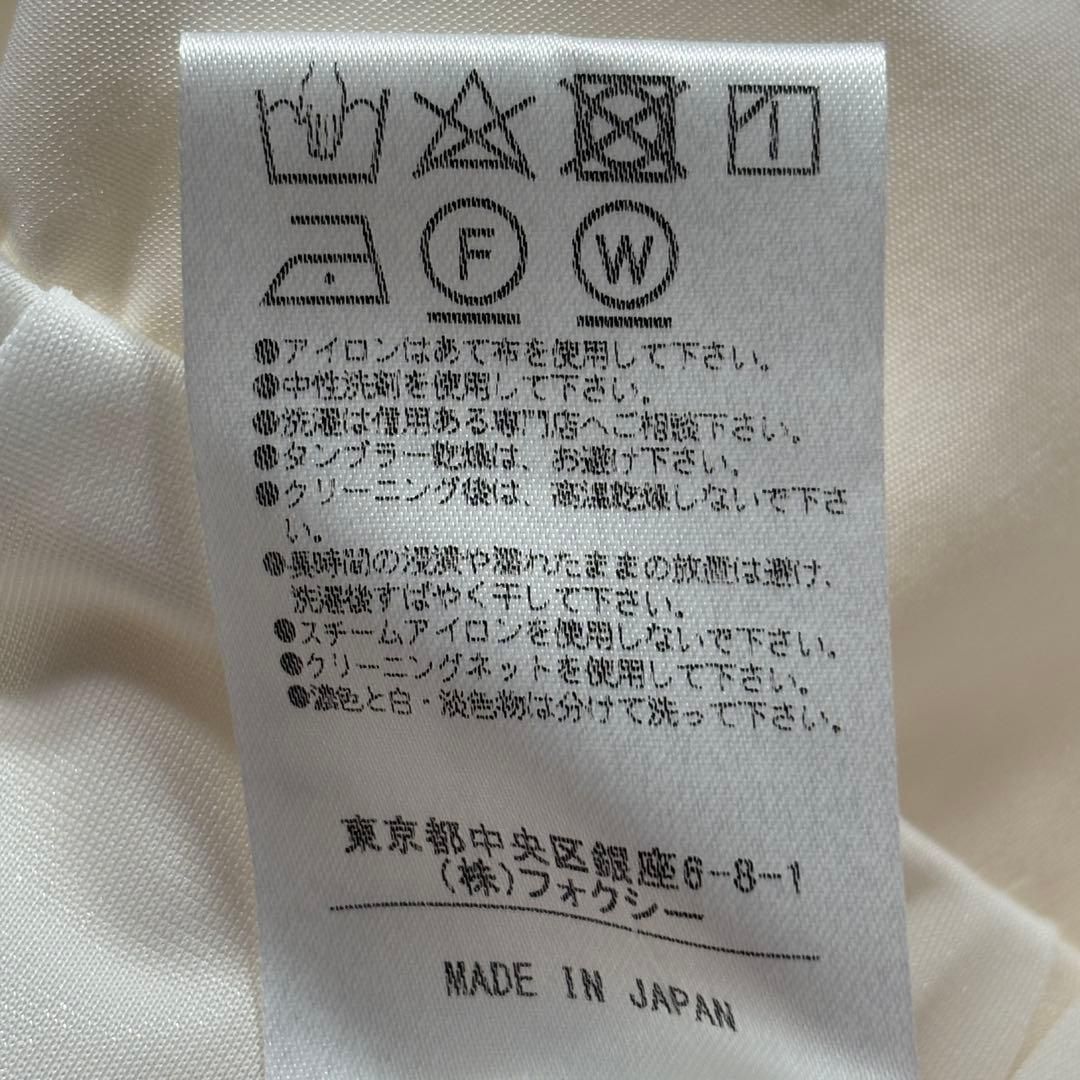 F W
●アイロンはあて布を使用して下さい。
●中性洗剤を使用して下さい。
●洗濯は信用ある専門店へご相談下さい。
●タンブラー乾燥は、お避け下さい。
●クリーニング後は、高温乾燥しないで下さ
い。
●長時間の浸漬や濡れたままの放置は避け、
洗濯後すばやく干して下さい。
●スチームアイロンを使用しないで下さい。
●クリーニングネットを使用して下さい。
●濃色と白・淡色物は分けて洗って下さい。
東京都中央区銀座6-8-1
(株)フォクシー
MADE IN JAPAN